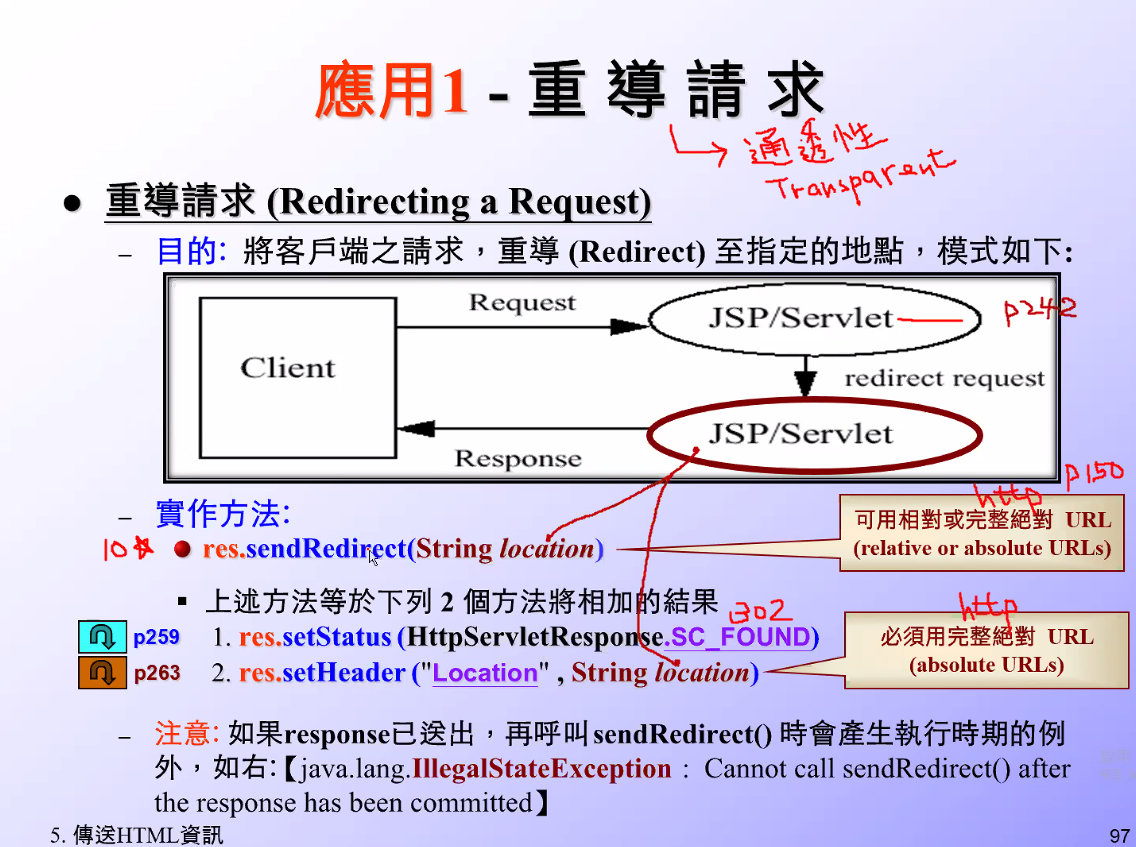 應用1 - 重 導 請 求
通透性
Transparent
● 重導請求 (Redirecting a Request)
– 目的: 將客戶端之請求，重導 (Redirect) 至指定的地點，模式如下:
Request
JSP/Servlet
p242
Client
redirect request
JSP/Servlet
Response
p150
http
– 實作方法:
可用相對或完整絕對 URL
(relative or absolute URLs)
10
res.sendRedirect(String location)
▪ 上述方法等於下列 2 個方法將相加的結果
302
http
p259
1. res.setStatus (HttpServletResponse.SC_FOUND)
必須用完整絕對 URL
(absolute URLs)
p263
2. res.setHeader ("Location" , String location)
– 注意: 如果response已送出，再呼叫sendRedirect() 時會產生執行時期的例
外，如右:【java.lang.IllegalStateException : Cannot call sendRedirect() after
the response has been committed】
5. 傳送HTML資訊
97